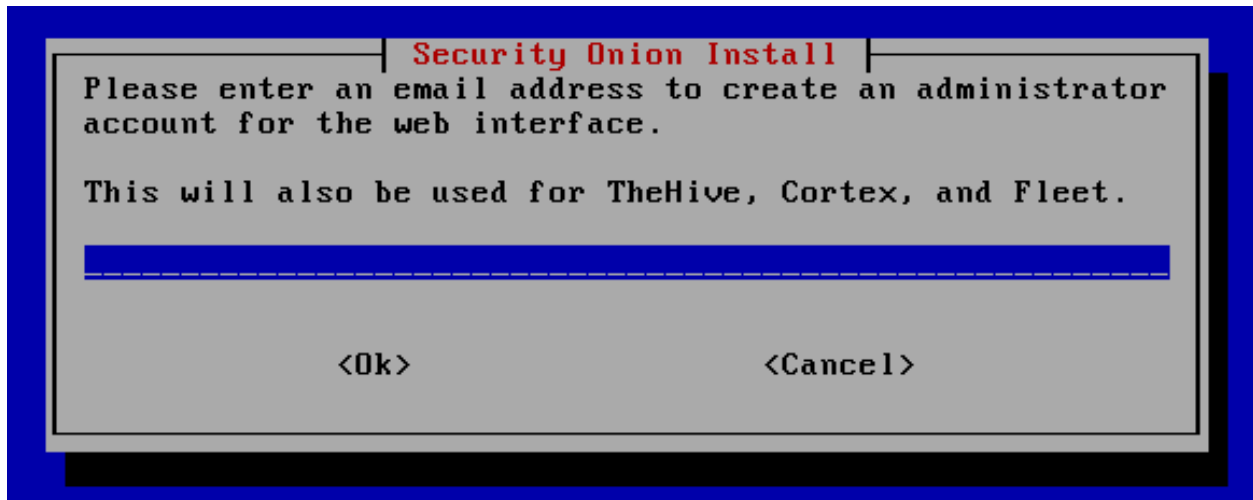 Security Onion Install
Please enter an email address to create an administrator
account for the web interface.
This will also be used for TheHive, Cortex, and Fleet.
<Ok> <Cancel>